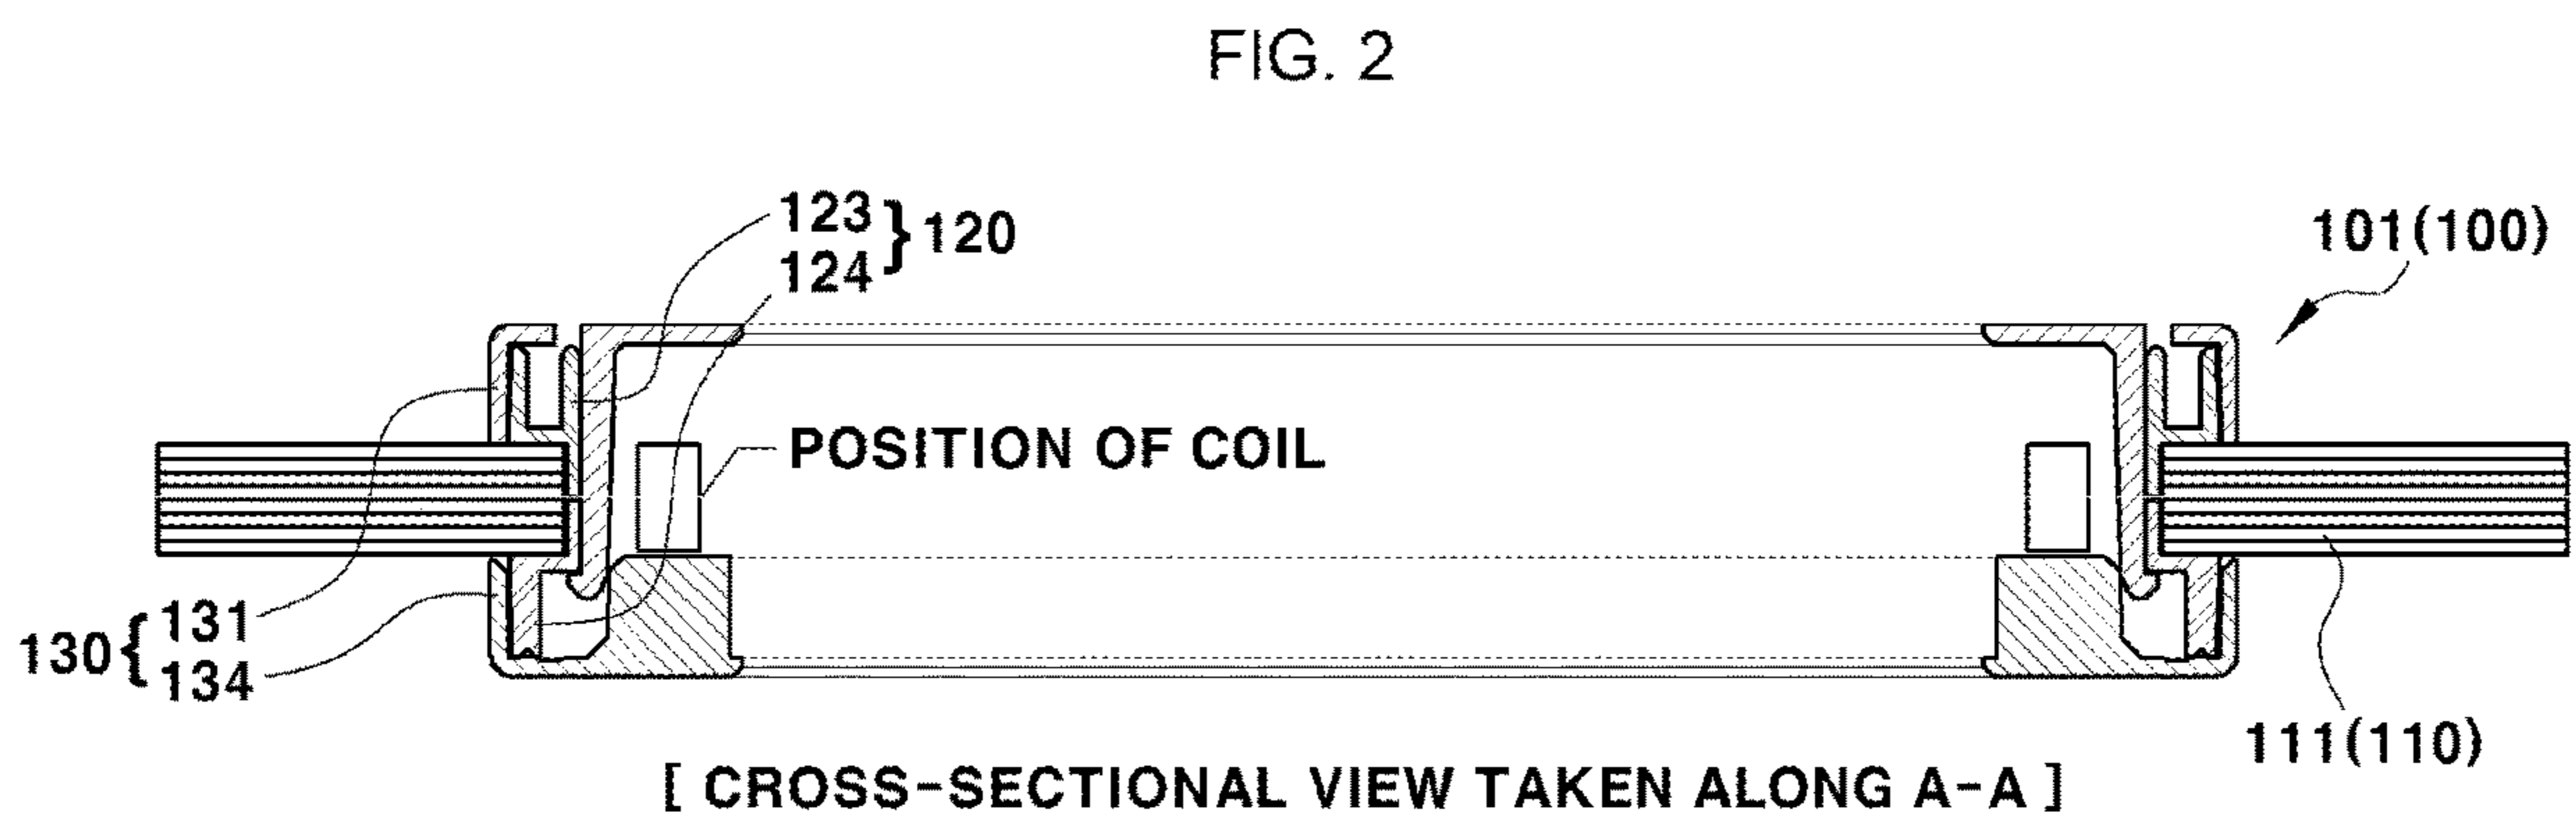 FIG. 2
123
124
} 120
101(100)
POSITION OF COIL
130 {
131
134
111(110)
[ CROSS-SECTIONAL VIEW TAKEN ALONG A-A ]